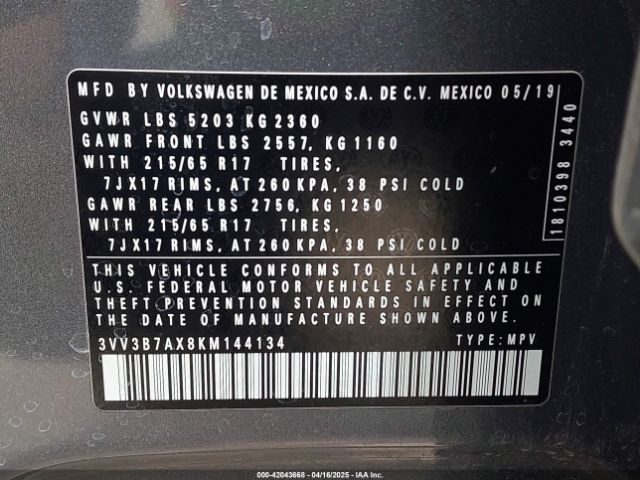 MFD BY VOLKSWAGEN DE MEXICO S.A. DE C.V. MEXICO 05/19
GVWR LBS 5203 KG 2360
GAWR FRONT LBS 2557, KG 1160
WITH 215/65 R17 TIRES,
7JX17 RIMS, AT 260 KPA, 38 PSI COLD
GAWR REAR LBS 2756, KG 1250
WITH 215/65 R17 TIRES,
7JX17 RIMS, AT 260 KPA, 38 PSI COLD
1810398 3440
THIS VEHICLE CONFORMS TO ALL APPLICABLE
U.S. FEDERAL MOTOR VEHICLE SAFETY AND
THEFT PREVENTION STANDARDS IN EFFECT ON
THE DATE OF MANUFACTURE SHOWN ABOVE.
3VV3B7AX8KM144134 TYPE: MPV
000-42043668 04/16/2025 IAA Auctions